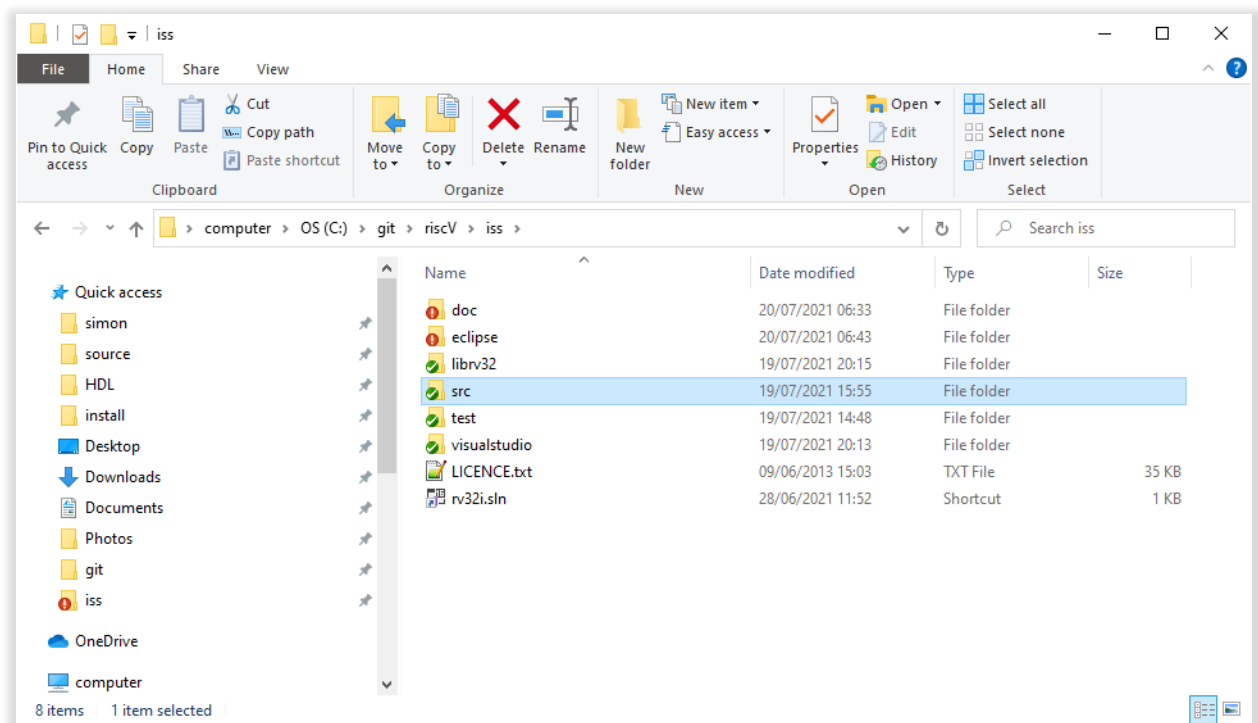 iss
File Home Share View
Pin to Quick access
Copy
Paste
Cut
Copy path
Paste shortcut
Clipboard
Move to
Copy to
Delete
Rename
Organize
New folder
New item
Easy access
New
Properties
Open
Edit
History
Open
Select all
Select none
Invert selection
Select
computer > OS (C:) > git > riscV > iss >
Search iss
Quick access
simon
source
HDL
install
Desktop
Downloads
Documents
Photos
git
iss
OneDrive
computer
Name Date modified Type Size
doc 20/07/2021 06:33 File folder
eclipse 20/07/2021 06:43 File folder
librv32 19/07/2021 20:15 File folder
src 19/07/2021 15:55 File folder
test 19/07/2021 14:48 File folder
visualstudio 19/07/2021 20:13 File folder
LICENCE.txt 09/06/2013 15:03 TXT File 35 KB
rv32i.sln 28/06/2021 11:52 Shortcut 1 KB
8 items 1 item selected